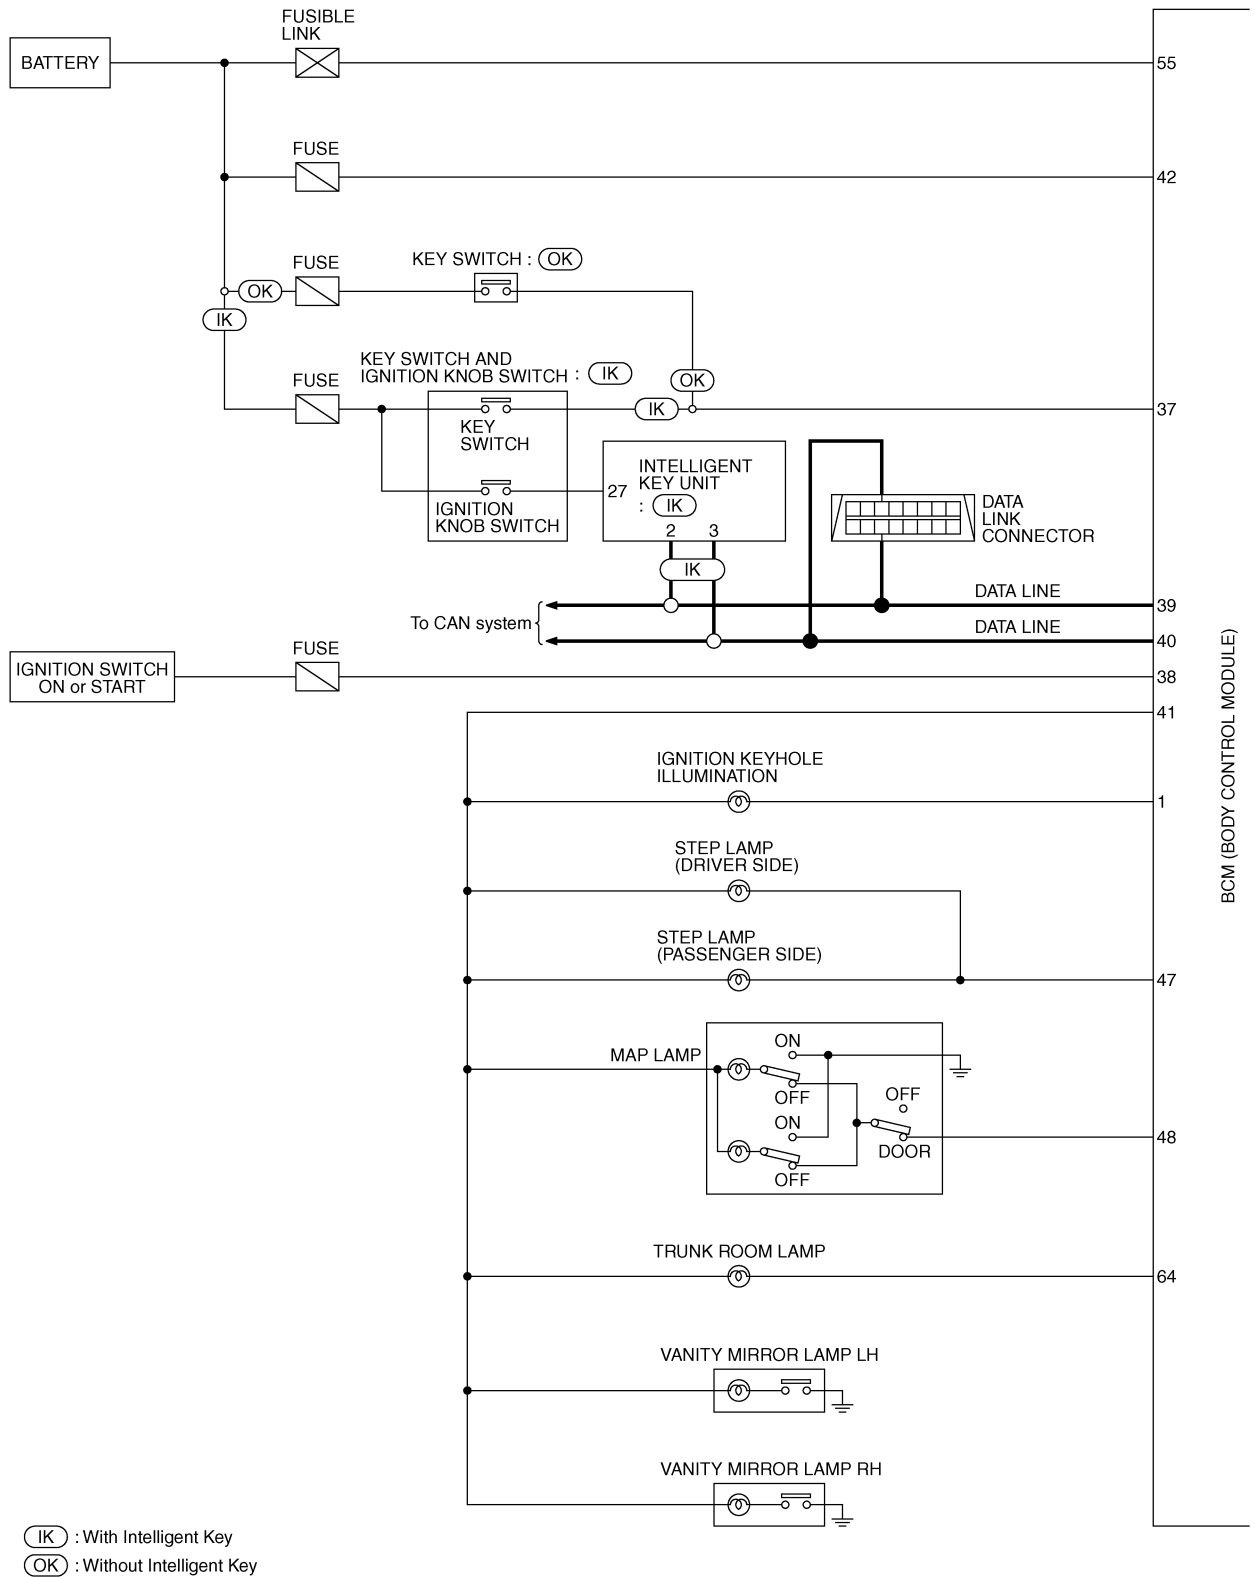 FUSIBLE
LINK
BATTERY
55
FUSE
42
KEY SWITCH : OK
FUSE
OK
IK
KEY SWITCH AND
IGNITION KNOB SWITCH : IK
OK
FUSE
IK
37
KEY
SWITCH
INTELLIGENT
KEY UNIT
: IK
27
2 3
IGNITION
KNOB SWITCH
DATA
LINK
CONNECTOR
IK
DATA LINE
39
To CAN system
DATA LINE
40
FUSE
IGNITION SWITCH
ON or START
38
41
BCM (BODY CONTROL MODULE)
IGNITION KEYHOLE
ILLUMINATION
1
STEP LAMP
(DRIVER SIDE)
STEP LAMP
(PASSENGER SIDE)
47
MAP LAMP
ON
OFF
OFF
ON
48
DOOR
OFF
TRUNK ROOM LAMP
64
VANITY MIRROR LAMP LH
VANITY MIRROR LAMP RH
IK : With Intelligent Key
OK : Without Intelligent Key